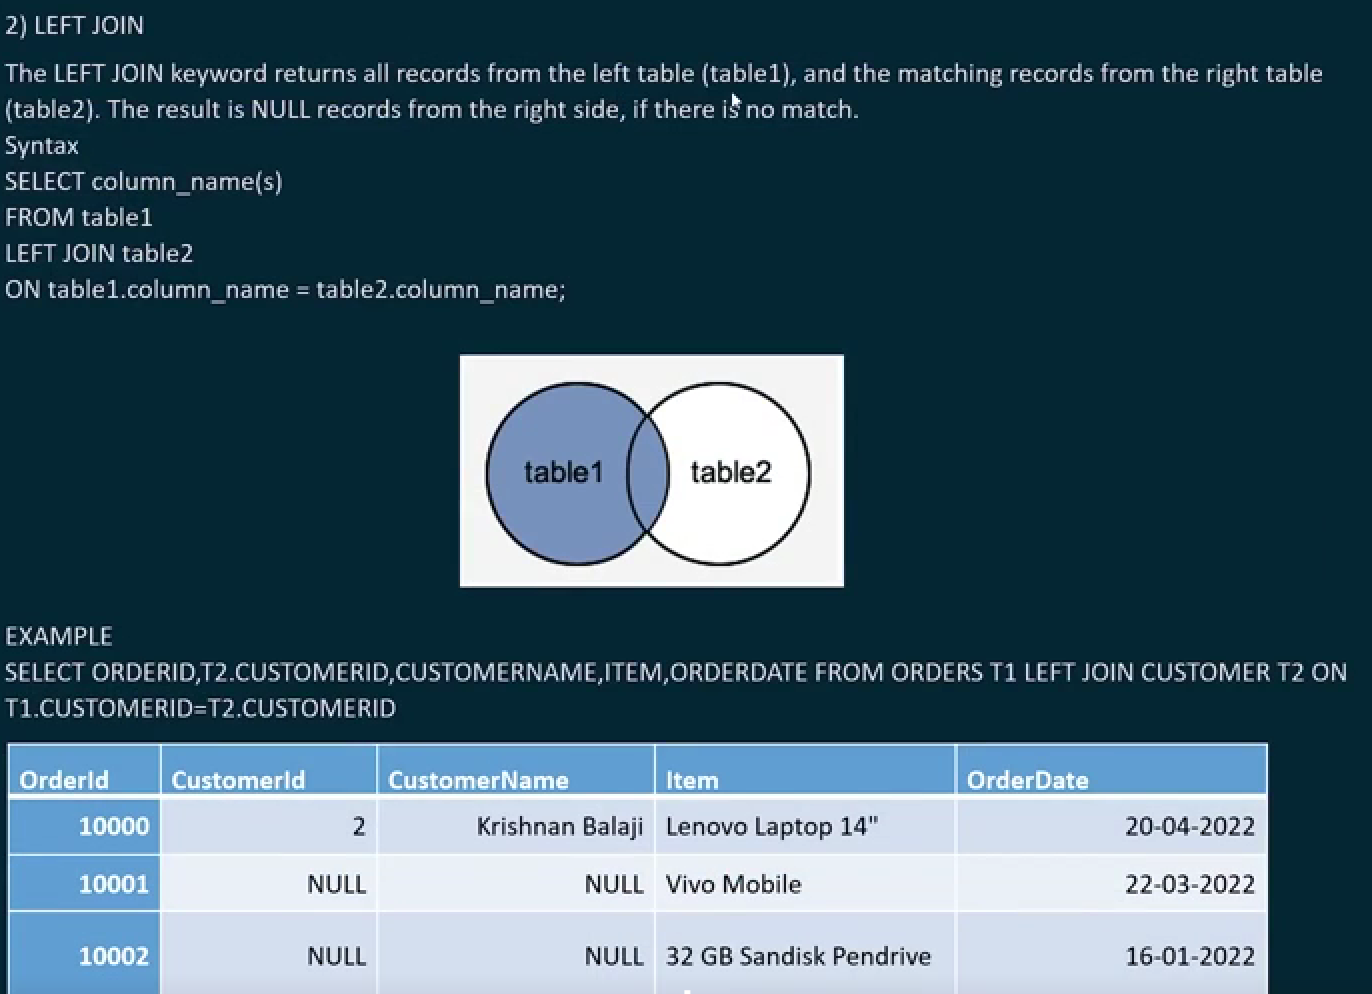 2) LEFT JOIN
The LEFT JOIN keyword returns all records from the left table (table1), and the matching records from the right table
(table2). The result is NULL records from the right side, if there is no match.
Syntax
SELECT column_name(s)
FROM table1
LEFT JOIN table2
ON table1.column_name = table2.column_name;
table1 table2
EXAMPLE
SELECT ORDERID,T2.CUSTOMERID,CUSTOMERNAME,ITEM,ORDERDATE FROM ORDERS T1 LEFT JOIN CUSTOMER T2 ON
T1.CUSTOMERID=T2.CUSTOMERID
OrderId CustomerId CustomerName Item OrderDate
10000 2 Krishnan Balaji Lenovo Laptop 14" 20-04-2022
10001 NULL NULL Vivo Mobile 22-03-2022
10002 NULL NULL 32 GB Sandisk Pendrive 16-01-2022